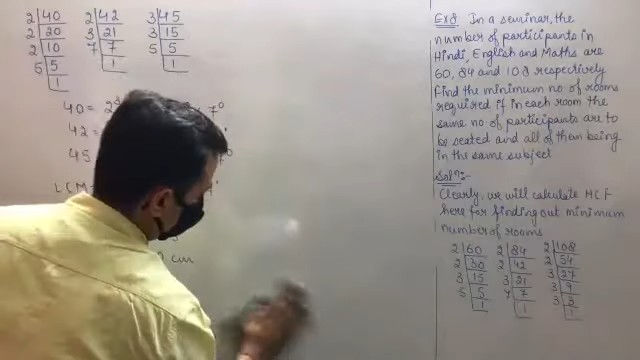 2 40
2 20
2 10
5 5
1
2 42
3 21
7 7
1
3 45
3 15
5 5
1
40 = 2³ 7⁰
42 =
45 7⁰
LCM
cm
Ex 8 In a seminar, the
number of participants in
Hindi, English and Maths are
60, 84 and 108 respectively
Find the minimum no. of rooms
required if in each room the
same no. of participants are to
be seated and all of them being
in the same subject
Soln:-
Clearly, we will calculate HCF
here for finding out minimum
number of rooms
2 60
2 30
3 15
5 5
1
2 84
2 42
3 21
7 7
1
2 108
2 54
3 27
3 9
3 3
1